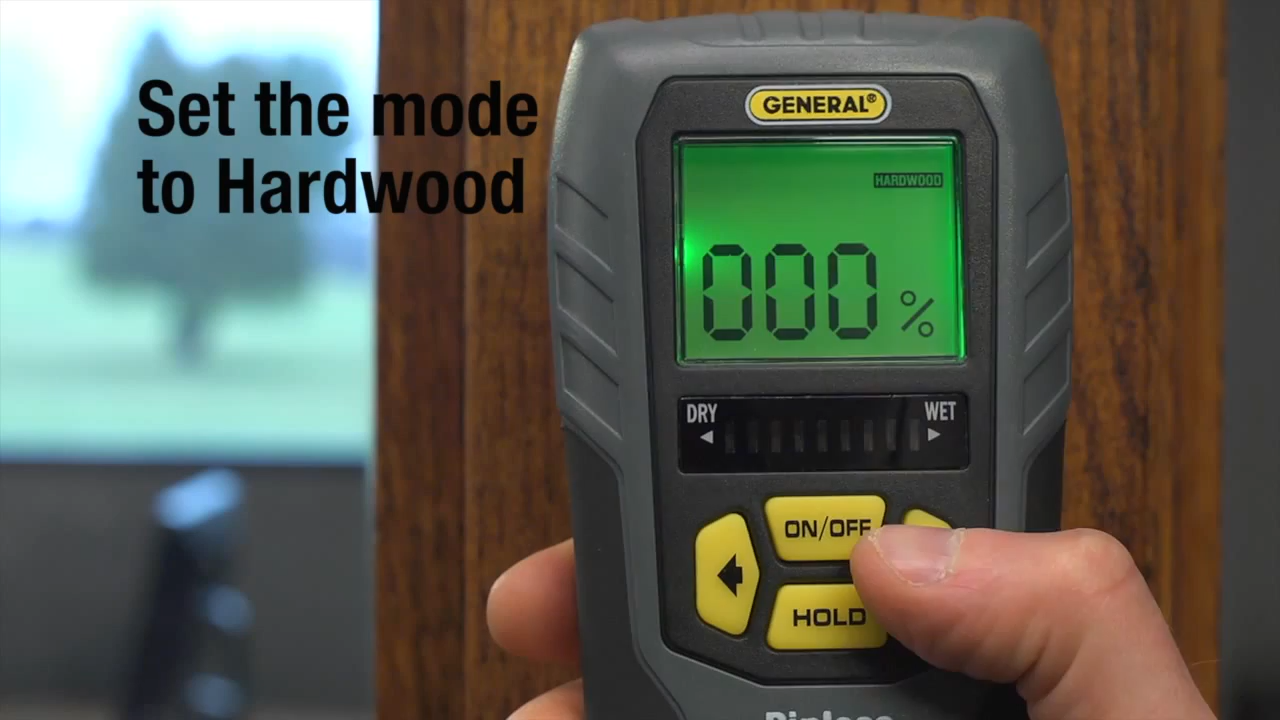 Set the mode
to Hardwood
GENERAL®
HARDWOOD
000 %
DRY WET
ON/OFF
HOLD